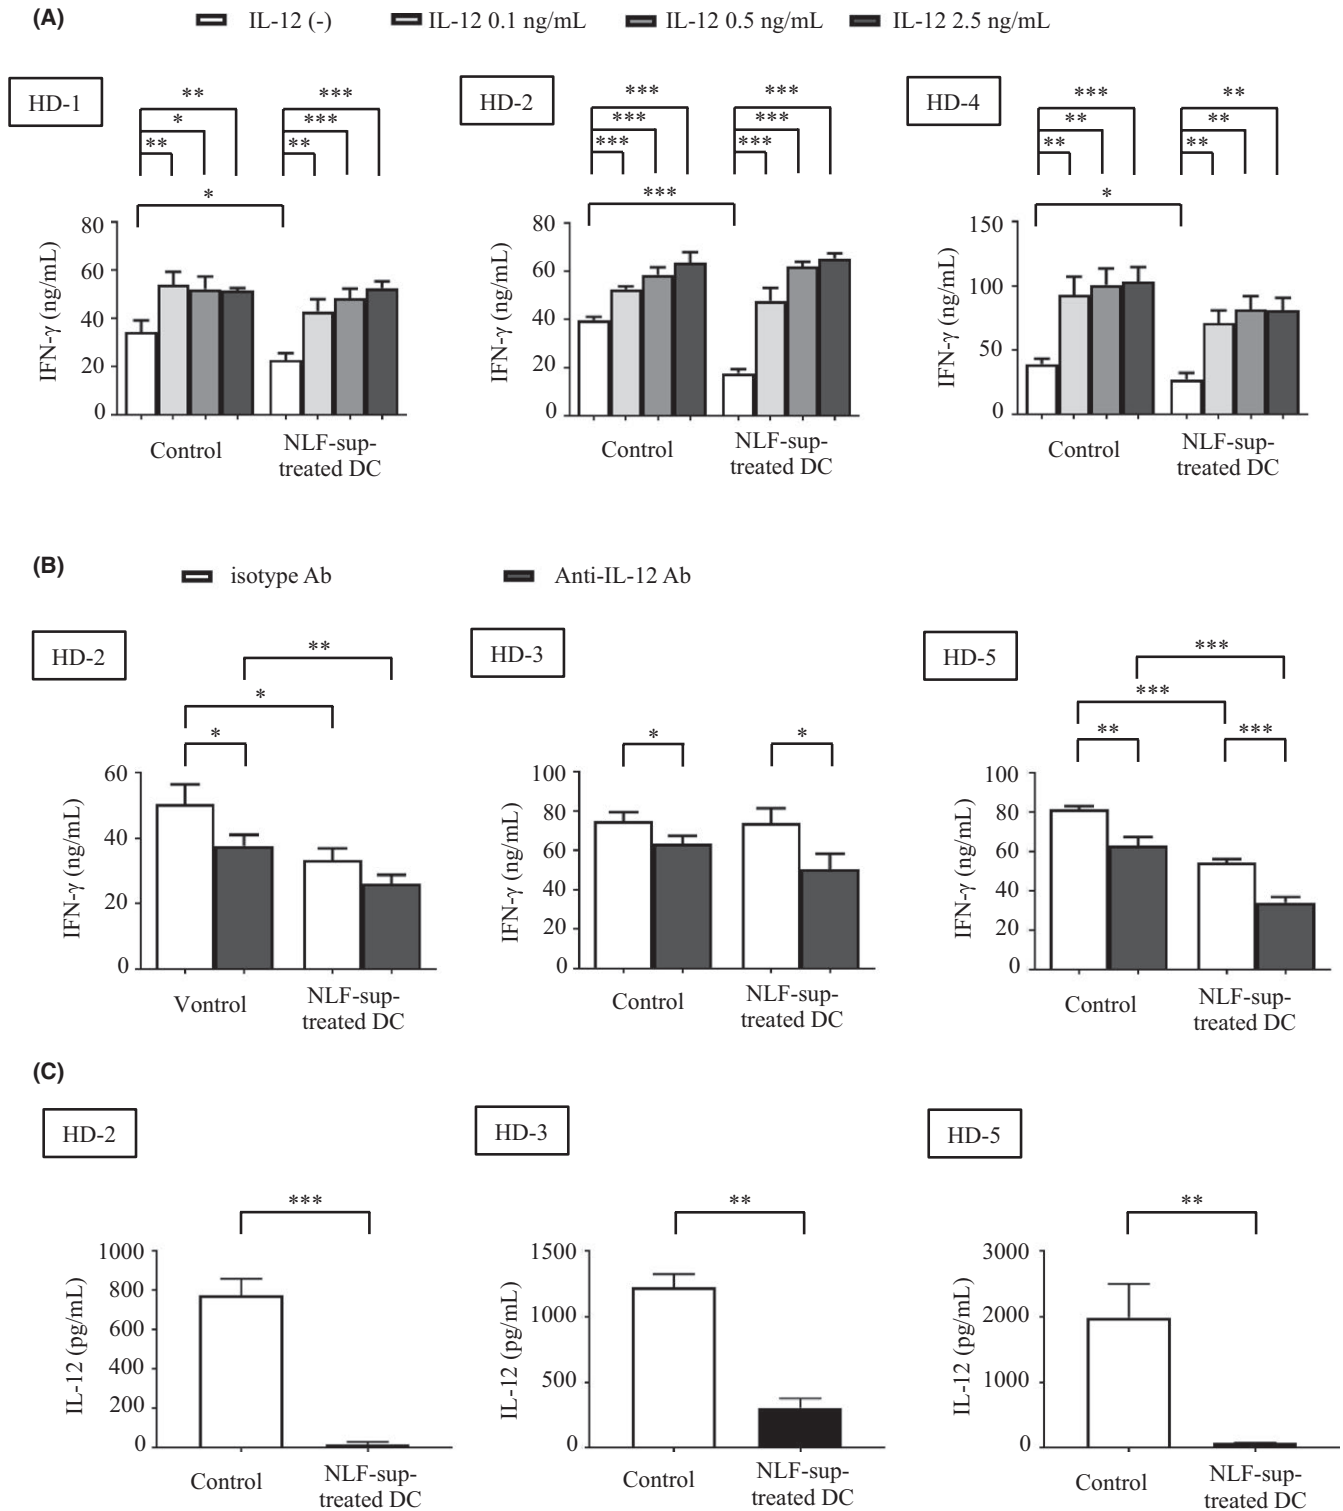 (A)
IL-12 (-) IL-12 0.1 ng/mL IL-12 0.5 ng/mL IL-12 2.5 ng/mL
HD-1
** ***
* ***
** **
*
IFN-γ (ng/mL)
80
60
40
20
0
Control
NLF-sup-
treated DC
HD-2
*** ***
*** ***
*** ***
***
IFN-γ (ng/mL)
80
60
40
20
0
Control
NLF-sup-
treated DC
HD-4
*** **
** **
** **
*
IFN-γ (ng/mL)
150
100
50
0
Control
NLF-sup-
treated DC
(B)
isotype Ab Anti-IL-12 Ab
HD-2
**
*
*
IFN-γ (ng/mL)
60
40
20
0
Vontrol
NLF-sup-
treated DC
HD-3
* *
IFN-γ (ng/mL)
100
80
60
40
20
0
Control
NLF-sup-
treated DC
HD-5
***
***
** ***
IFN-γ (ng/mL)
100
80
60
40
20
0
Control
NLF-sup-
treated DC
(C)
HD-2
***
IL-12 (pg/mL)
1000
800
600
400
200
0
Control
NLF-sup-
treated DC
HD-3
**
IL-12 (pg/mL)
1500
1000
500
0
Control
NLF-sup-
treated DC
HD-5
**
IL-12 (pg/mL)
3000
2000
1000
0
Control
NLF-sup-
treated DC